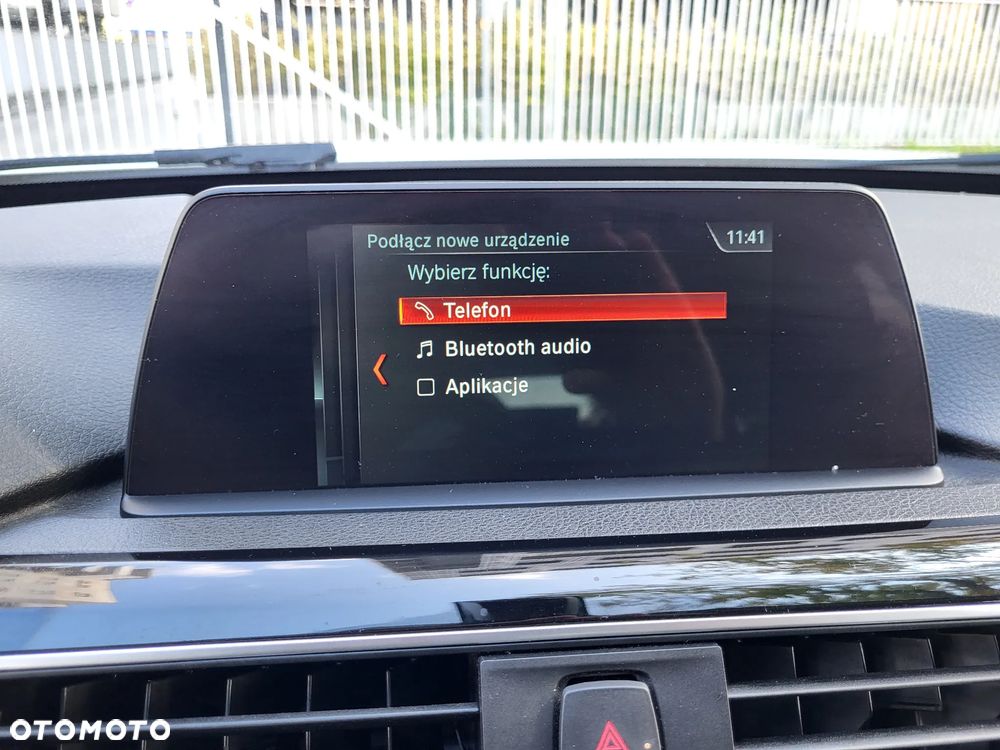 Podłącz nowe urządzenie
11:41
Wybierz funkcję:
Telefon
Bluetooth audio
Aplikacje
OTOMOTO